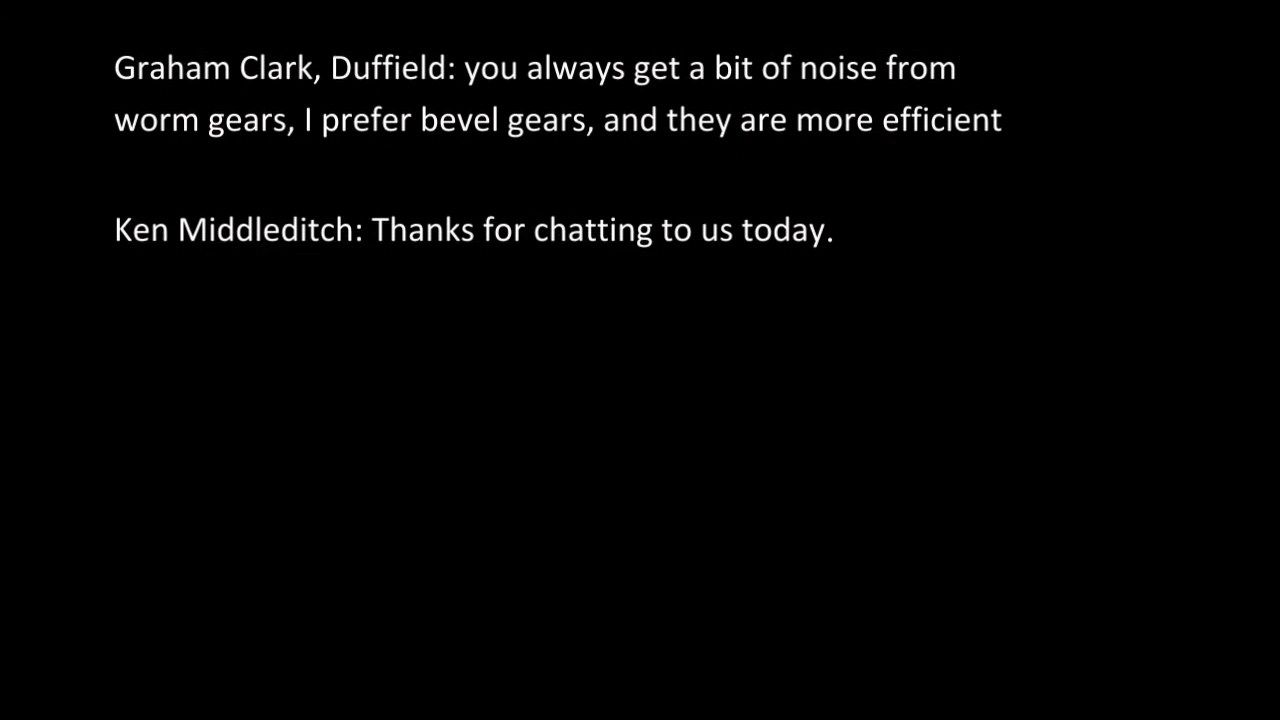 Graham Clark, Duffield: you always get a bit of noise from
worm gears, I prefer bevel gears, and they are more efficient
Ken Middleditch: Thanks for chatting to us today.